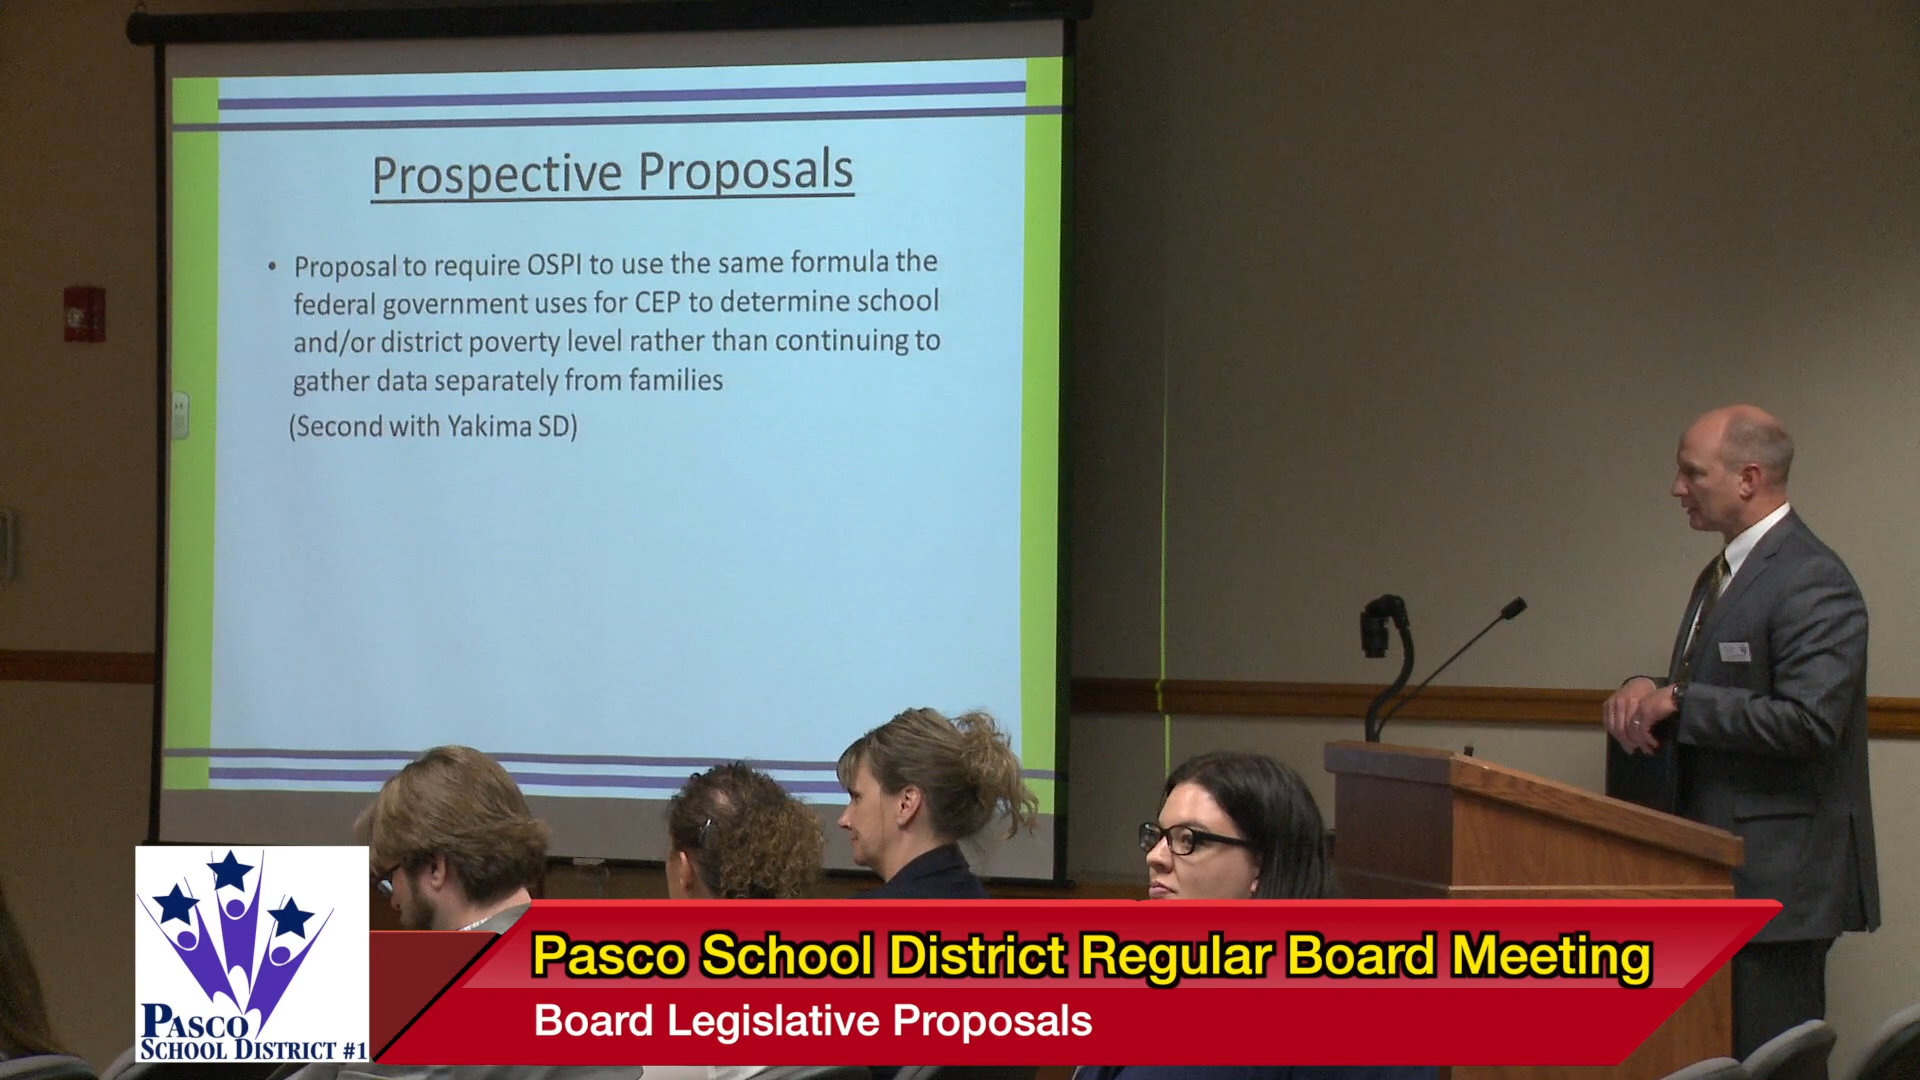 Prospective Proposals
• Proposal to require OSPI to use the same formula the
federal government uses for CEP to determine school
and/or district poverty level rather than continuing to
gather data separately from families
(Second with Yakima SD)
Pasco School District Regular Board Meeting
Board Legislative Proposals
PASCO
SCHOOL DISTRICT #1